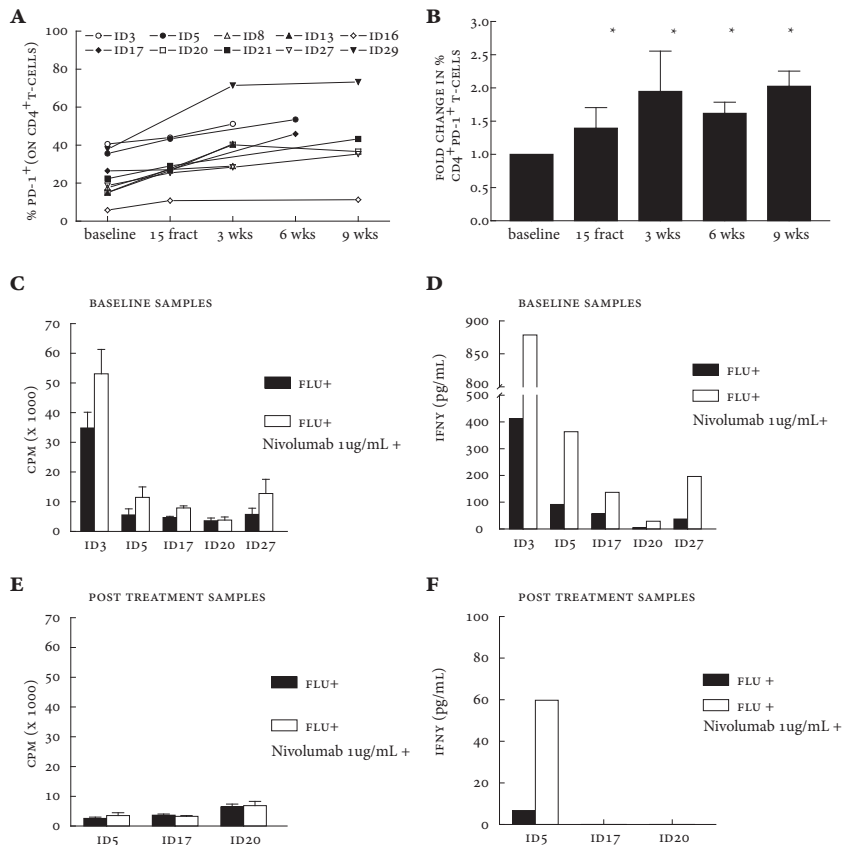 A
ID3 ID5 ID8 ID13 ID16
ID17 ID20 ID21 ID27 ID29
% PD-1+ (ON CD4+T-CELLS)
100
80
60
40
20
0
baseline 15 fract 3 wks 6 wks 9 wks
B
FOLD CHANGE IN %
CD4+PD-1+ T-CELLS
3.0
2.5
2.0
1.5
1.0
0.5
0.0
* * * *
baseline 15 fract 3 wks 6 wks 9 wks
C
BASELINE SAMPLES
CPM (X 1000)
70
60
50
40
30
20
10
0
FLU+
FLU+
Nivolumab 1ug/mL +
ID3 ID5 ID17 ID20 ID27
D
BASELINE SAMPLES
IFNY (pg/mL)
900
850
800
500
400
300
200
100
0
FLU+
FLU+
Nivolumab 1ug/mL+
ID3 ID5 ID17 ID20 ID27
E
POST TREATMENT SAMPLES
CPM (X 1000)
70
60
50
40
30
20
10
0
FLU+
FLU+
Nivolumab 1ug/mL +
ID5 ID17 ID20
F
POST TREATMENT SAMPLES
IFNY (pg/mL)
100
80
60
40
20
0
FLU +
FLU +
Nivolumab 1ug/mL +
ID5 ID17 ID20